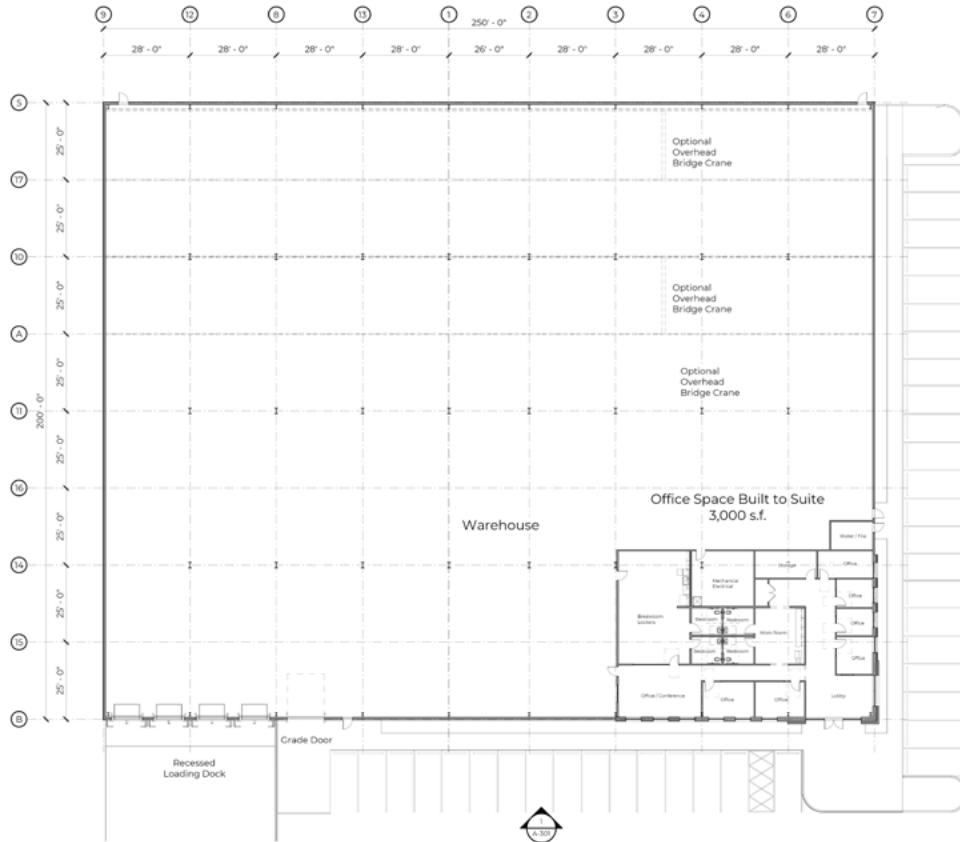 9 12 8 13 1 2 3 4 6 7
250' - 0"
28' - 0" 28' - 0" 28' - 0" 28' - 0" 26' - 0" 28' - 0" 28' - 0" 28' - 0" 28' - 0"
5
25' - 0"
Optional
Overhead
Bridge Crane
17
25' - 0"
10
25' - 0"
Optional
Overhead
Bridge Crane
A
25' - 0"
Optional
Overhead
Bridge Crane
200' - 0"
11
25' - 0"
16
25' - 0"
Office Space Built to Suite
3,000 s.f.
Warehouse
Water / Fire
14
Storage
Office
Mechanical
Electrical
25' - 0"
Office
Breakroom
Lockers
Restroom Restroom
Office
Work Room
15
Restroom Restroom
Office
25' - 0"
Office / Conference
Office
Office
Lobby
B
Grade Door
Recessed
Loading Dock
1
A-301